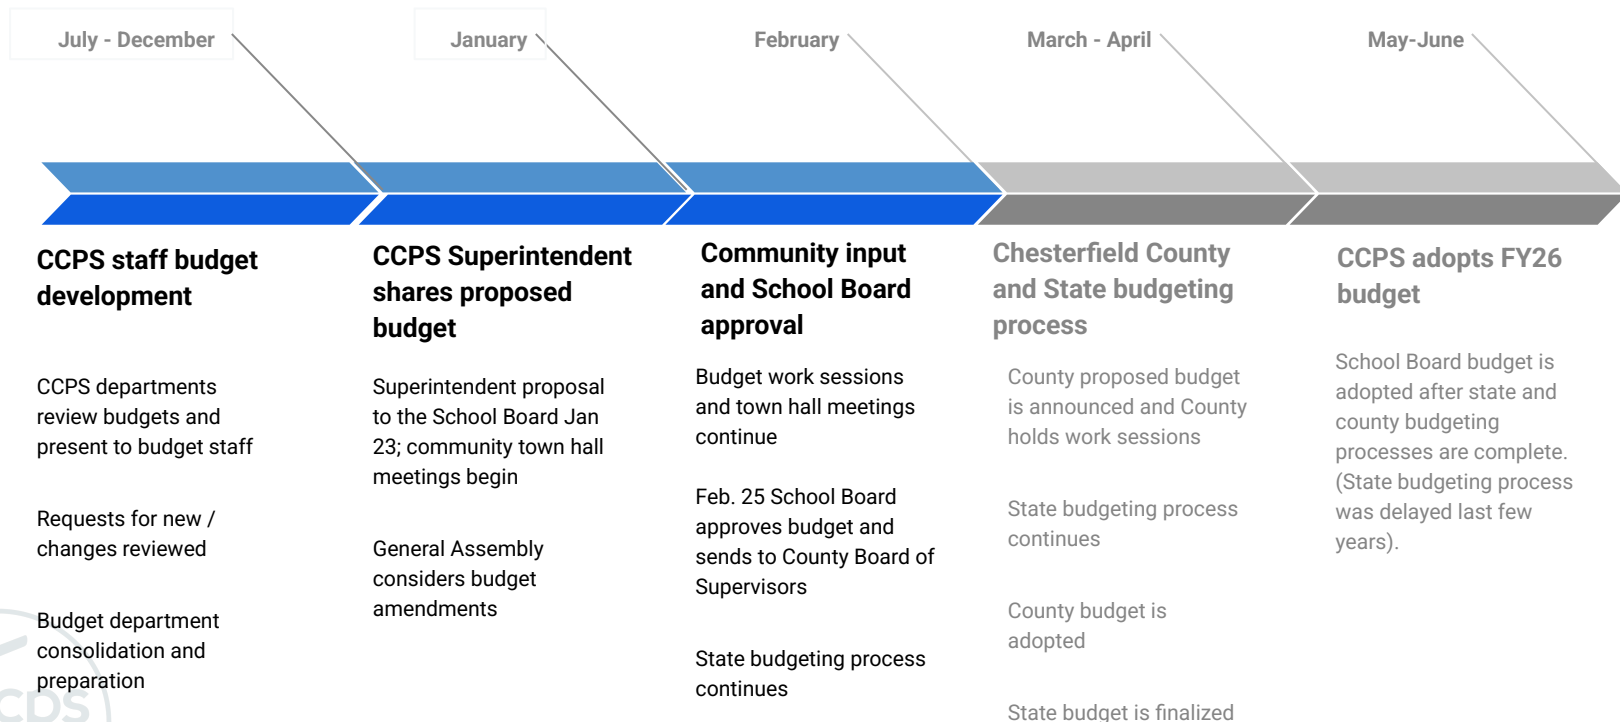 July - December
January
February
March - April
May-June
CCPS staff budget
development
CCPS departments
review budgets and
present to budget staff
Requests for new /
changes reviewed
Budget department
consolidation and
preparation
CCPS Superintendent
shares proposed
budget
Superintendent proposal
to the School Board Jan
23; community town hall
meetings begin
General Assembly
considers budget
amendments
Community input
and School Board
approval
Budget work sessions
and town hall meetings
continue
Feb. 25 School Board
approves budget and
sends to County Board of
Supervisors
State budgeting process
continues
Chesterfield County
and State budgeting
process
County proposed budget
is announced and County
holds work sessions
State budgeting process
continues
County budget is
adopted
State budget is finalized
CCPS adopts FY26
budget
School Board budget is
adopted after state and
county budgeting
processes are complete.
(State budgeting process
was delayed last few
years).